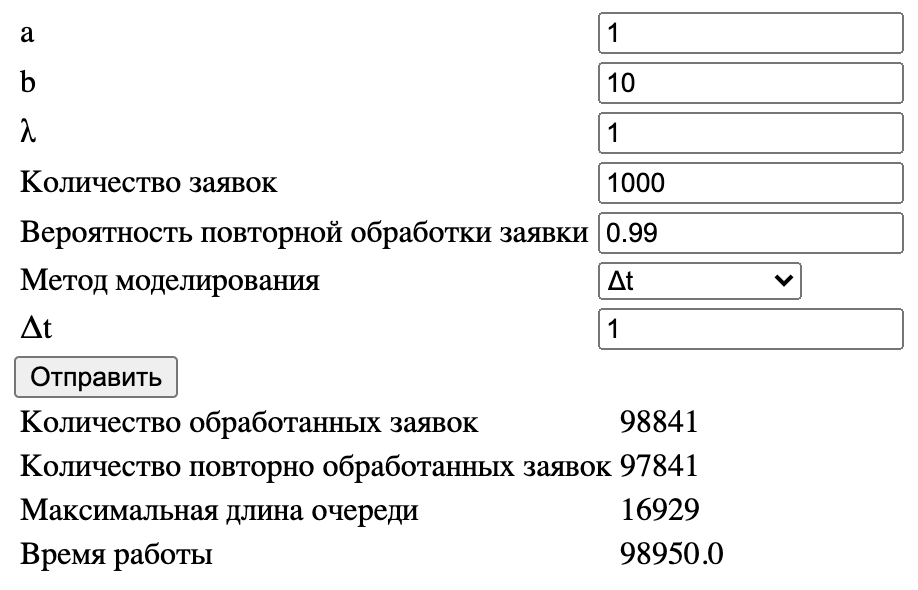 a 1
b 10
λ 1
Количество заявок 1000
Вероятность повторной обработки заявки 0.99
Метод моделирования Δt
Δt 1
Отправить
Количество обработанных заявок 98841
Количество повторно обработанных заявок 97841
Максимальная длина очереди 16929
Время работы 98950.0